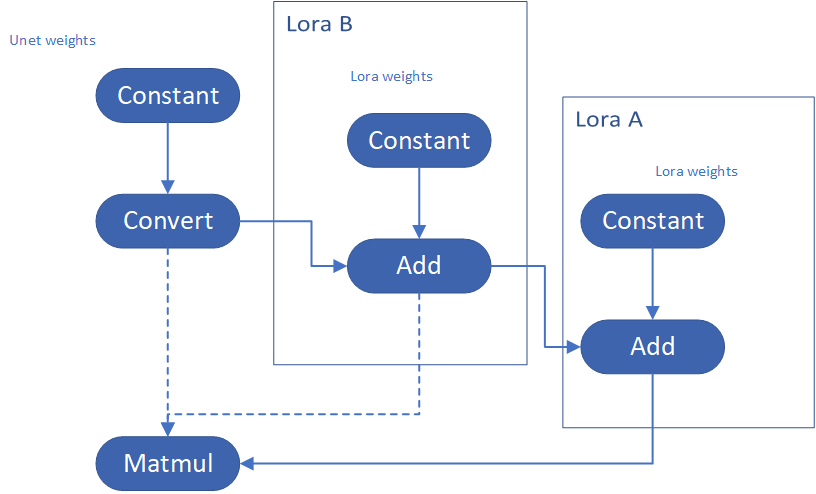 Unet weights
Constant
Convert
Matmul
Lora B
Lora weights
Constant
Add
Lora A
Lora weights
Constant
Add